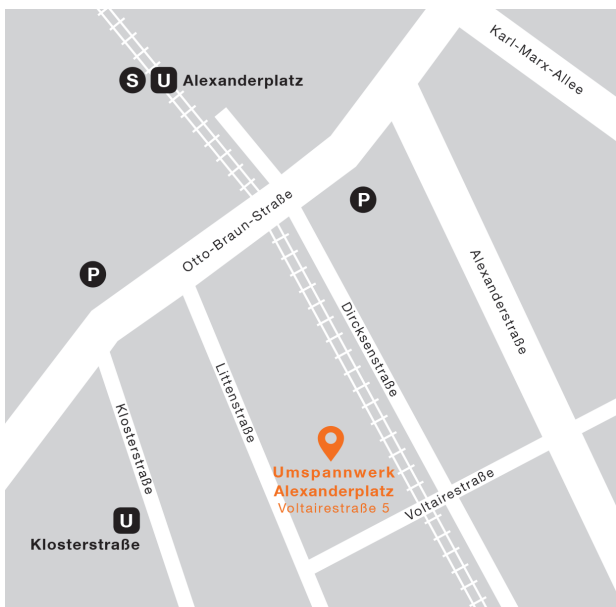 Karl-Marx-Allee
S U Alexanderplatz
P
Otto-Braun-Straße
P
Alexanderstraße
Dircksenstraße
Littenstraße
Klosterstraße
Umspannwerk
Alexanderplatz
Voltairestraße 5
Voltairestraße
U
Klosterstraße